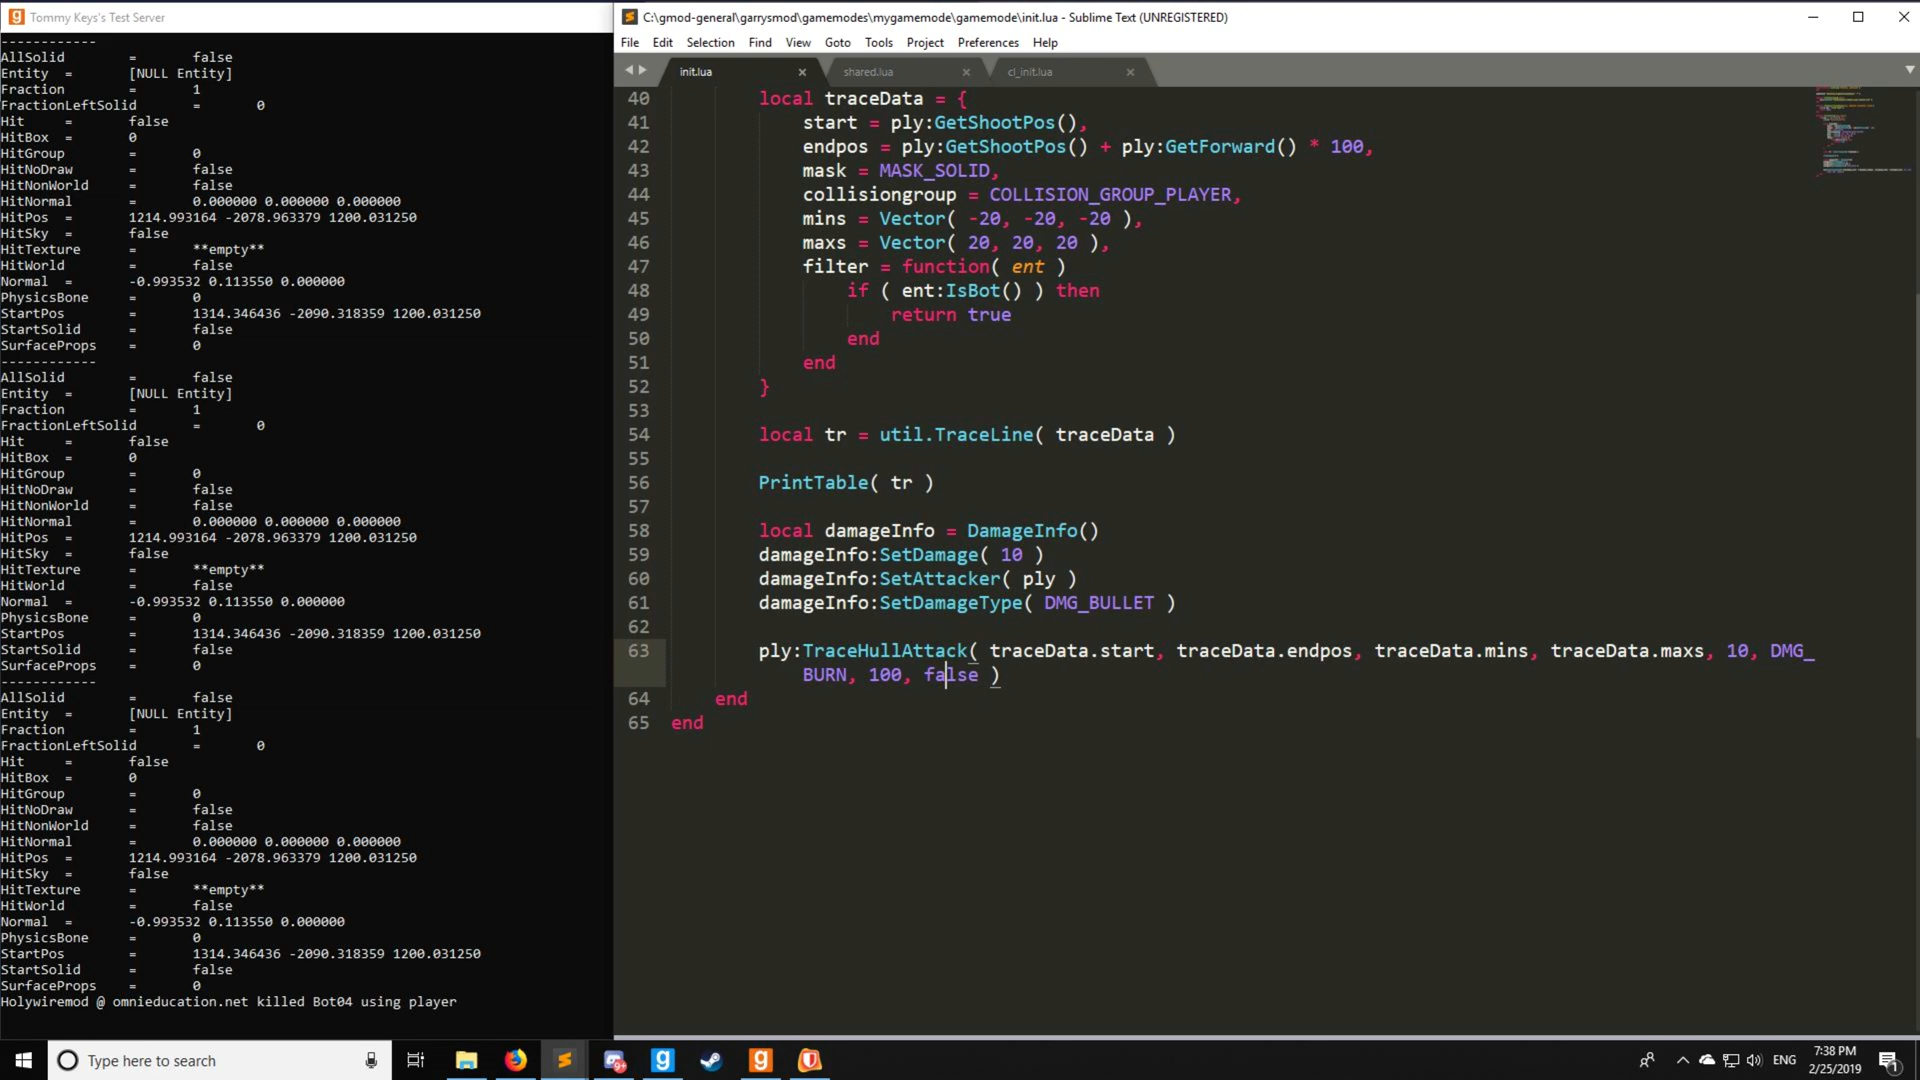 Tommy Keys's Test Server
------------
AllSolid = false
Entity = [NULL Entity]
Fraction = 1
FractionLeftSolid = 0
Hit = false
HitBox = 0
HitGroup = 0
HitNoDraw = false
HitNonWorld = false
HitNormal = 0.000000 0.000000 0.000000
HitPos = 1214.993164 -2078.963379 1200.031250
HitSky = false
HitTexture = **empty**
HitWorld = false
Normal = -0.993532 0.113550 0.000000
PhysicsBone = 0
StartPos = 1314.346436 -2090.318359 1200.031250
StartSolid = false
SurfaceProps = 0
------------
AllSolid = false
Entity = [NULL Entity]
Fraction = 1
FractionLeftSolid = 0
Hit = false
HitBox = 0
HitGroup = 0
HitNoDraw = false
HitNonWorld = false
HitNormal = 0.000000 0.000000 0.000000
HitPos = 1214.993164 -2078.963379 1200.031250
HitSky = false
HitTexture = **empty**
HitWorld = false
Normal = -0.993532 0.113550 0.000000
PhysicsBone = 0
StartPos = 1314.346436 -2090.318359 1200.031250
StartSolid = false
SurfaceProps = 0
------------
AllSolid = false
Entity = [NULL Entity]
Fraction = 1
FractionLeftSolid = 0
Hit = false
HitBox = 0
HitGroup = 0
HitNoDraw = false
HitNonWorld = false
HitNormal = 0.000000 0.000000 0.000000
HitPos = 1214.993164 -2078.963379 1200.031250
HitSky = false
HitTexture = **empty**
HitWorld = false
Normal = -0.993532 0.113550 0.000000
PhysicsBone = 0
StartPos = 1314.346436 -2090.318359 1200.031250
StartSolid = false
SurfaceProps = 0
Holywiremod @ omnieducation.net killed Bot04 using player
C:\gmod-general\garrysmod\gamemodes\mygamemode\gamemode\init.lua - Sublime Text (UNREGISTERED)
File Edit Selection Find View Goto Tools Project Preferences Help
init.lua shared.lua cl_init.lua
40 local traceData = {
41 start = ply:GetShootPos(),
42 endpos = ply:GetShootPos() + ply:GetForward() * 100,
43 mask = MASK_SOLID,
44 collisiongroup = COLLISION_GROUP_PLAYER,
45 mins = Vector( -20, -20, -20 ),
46 maxs = Vector( 20, 20, 20 ),
47 filter = function( ent )
48 if ( ent:IsBot() ) then
49 return true
50 end
51 end
52 }
53
54 local tr = util.TraceLine( traceData )
55
56 PrintTable( tr )
57
58 local damageInfo = DamageInfo()
59 damageInfo:SetDamage( 10 )
60 damageInfo:SetAttacker( ply )
61 damageInfo:SetDamageType( DMG_BULLET )
62
63 ply:TraceHullAttack( traceData.start, traceData.endpos, traceData.mins, traceData.maxs, 10, DMG_
BURN, 100, false )
64 end
65 end
Type here to search
ENG
7:38 PM
2/25/2019
1